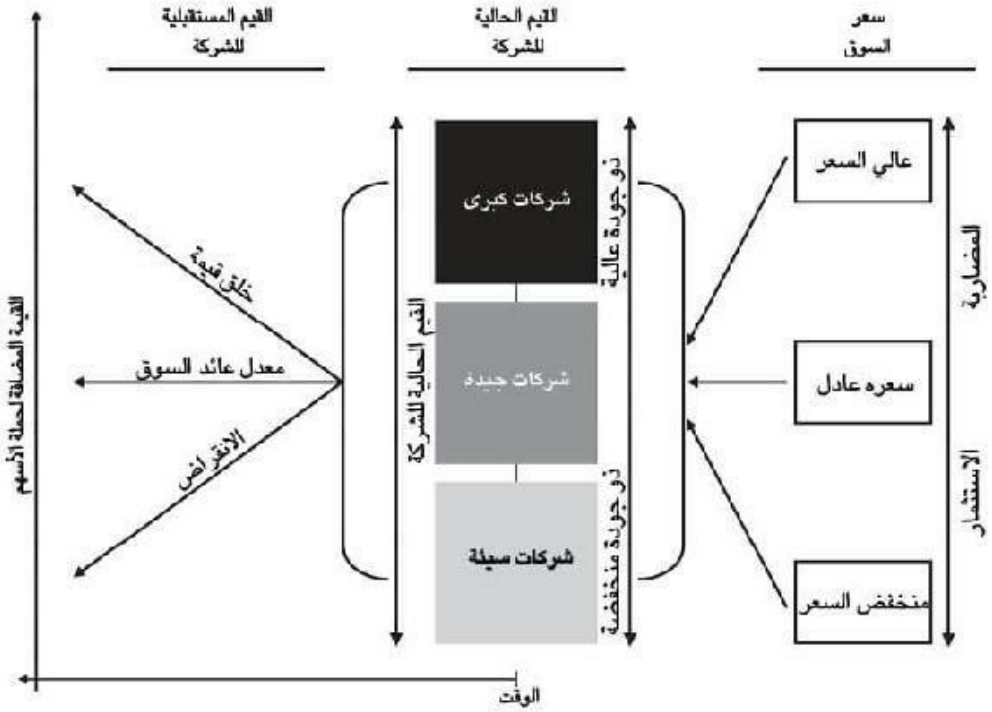 سعر
السوق
القيم الحالية
للشركة
القيم المستقبلية
للشركة
عالي السعر
سعره عادل
منخفض السعر
المضاربة
الاستثمار
ذو جودة عالية
ذو جودة منخفضة
شركات كبرى
شركات جيدة
شركات سيئة
القيم الحالية للشركة
خلق قيمة
معدل عائد السوق
الانقراض
القيمة المضافة لحملة الأسهم
الوقت